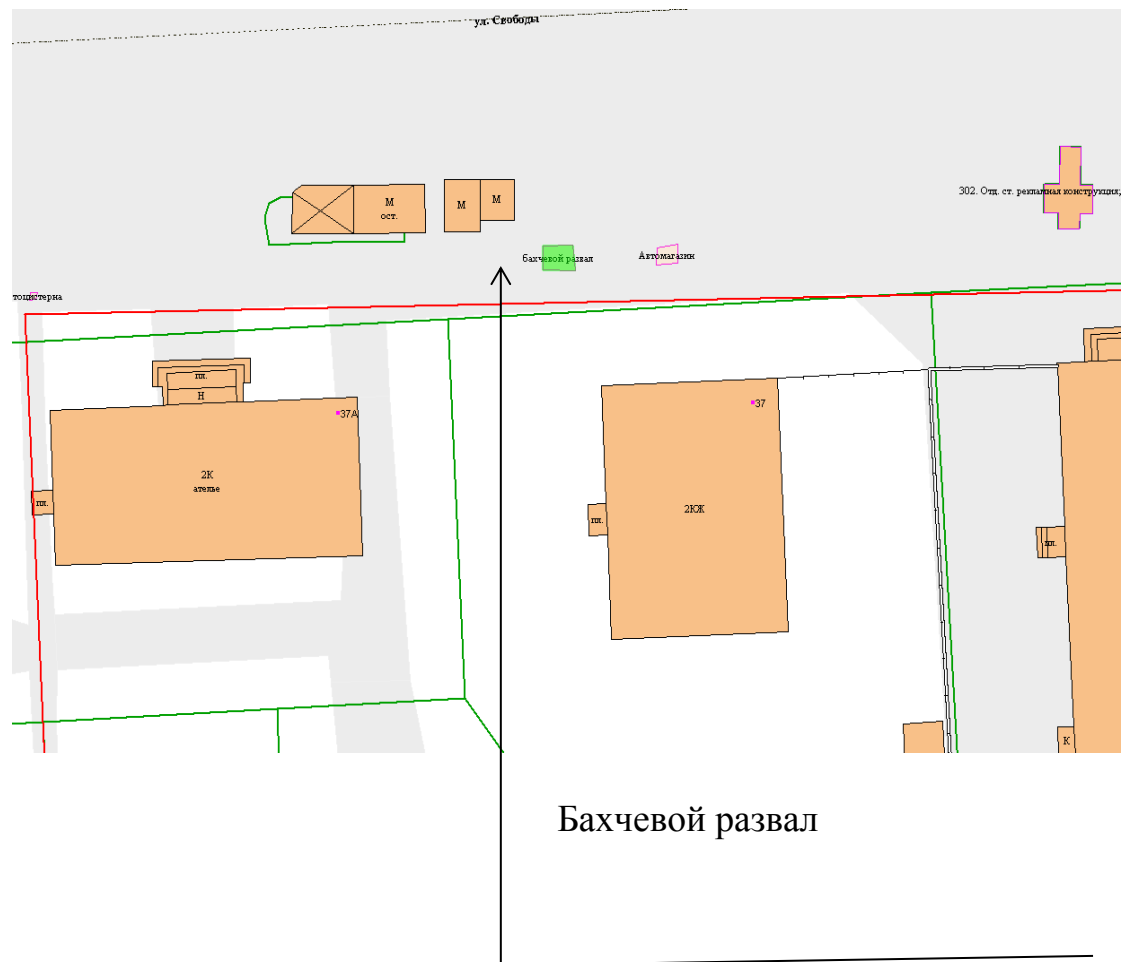 ул. Свободы
М
ост.
М
М
302. Отд. ст. рекламная конструкция,
бахчевой развал
Автомагазин
тоцистерна
пл.
Н
37А
37
2К
ателье
пл.
2КЖ
пл.
пл.
К
Бахчевой развал